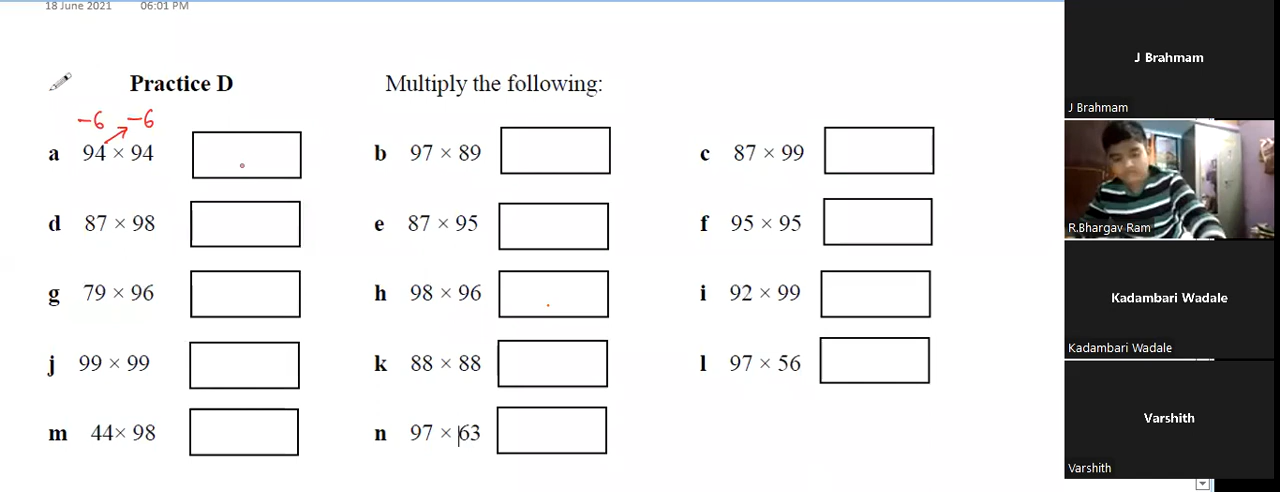 18 June 2021 06:01 PM
Practice D Multiply the following:
-6 -6
a 94 × 94 b 97 × 89 c 87 × 99
d 87 × 98 e 87 × 95 f 95 × 95
g 79 × 96 h 98 × 96 i 92 × 99
j 99 × 99 k 88 × 88 l 97 × 56
m 44× 98 n 97 × 63
J Brahmam
J Brahmam
R.Bhargav Ram
Kadambari Wadale
Kadambari Wadale
Varshith
Varshith